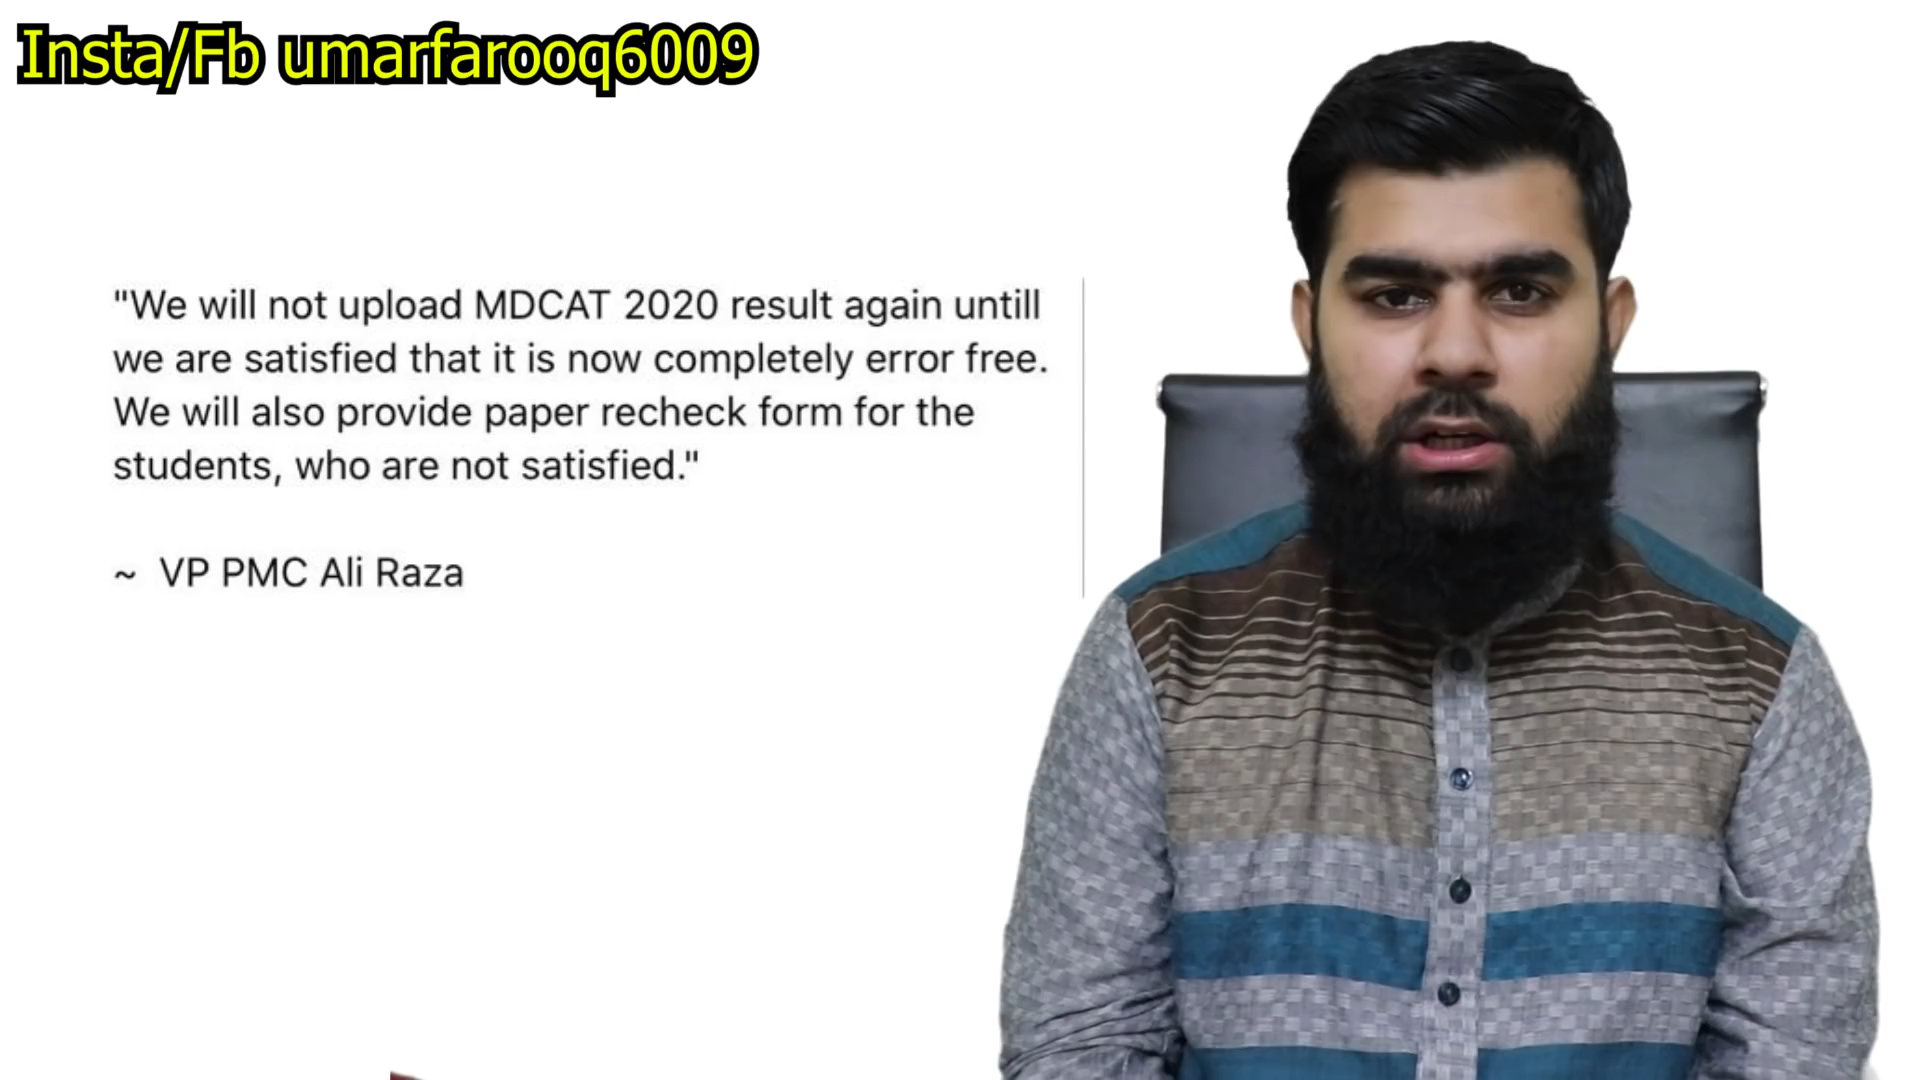 Insta/Fb umarfarooq6009
"We will not upload MDCAT 2020 result again untill
we are satisfied that it is now completely error free.
We will also provide paper recheck form for the
students, who are not satisfied."
~ VP PMC Ali Raza